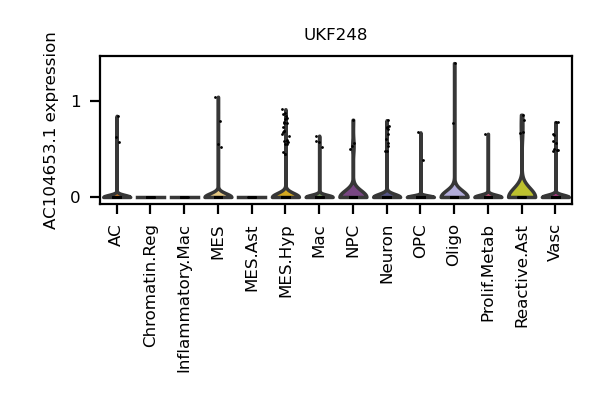 UKF248
AC104653.1 expression
1
0
AC
Chromatin.Reg
Inflammatory.Mac
MES
MES.Ast
MES.Hyp
Mac
NPC
Neuron
OPC
Oligo
Prolif.Metab
Reactive.Ast
Vasc